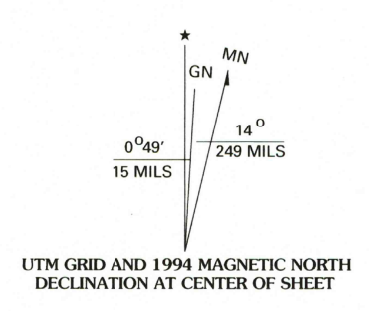 ★
GN
MN
0°49'
15 MILS
14°
249 MILS
UTM GRID AND 1994 MAGNETIC NORTH
DECLINATION AT CENTER OF SHEET